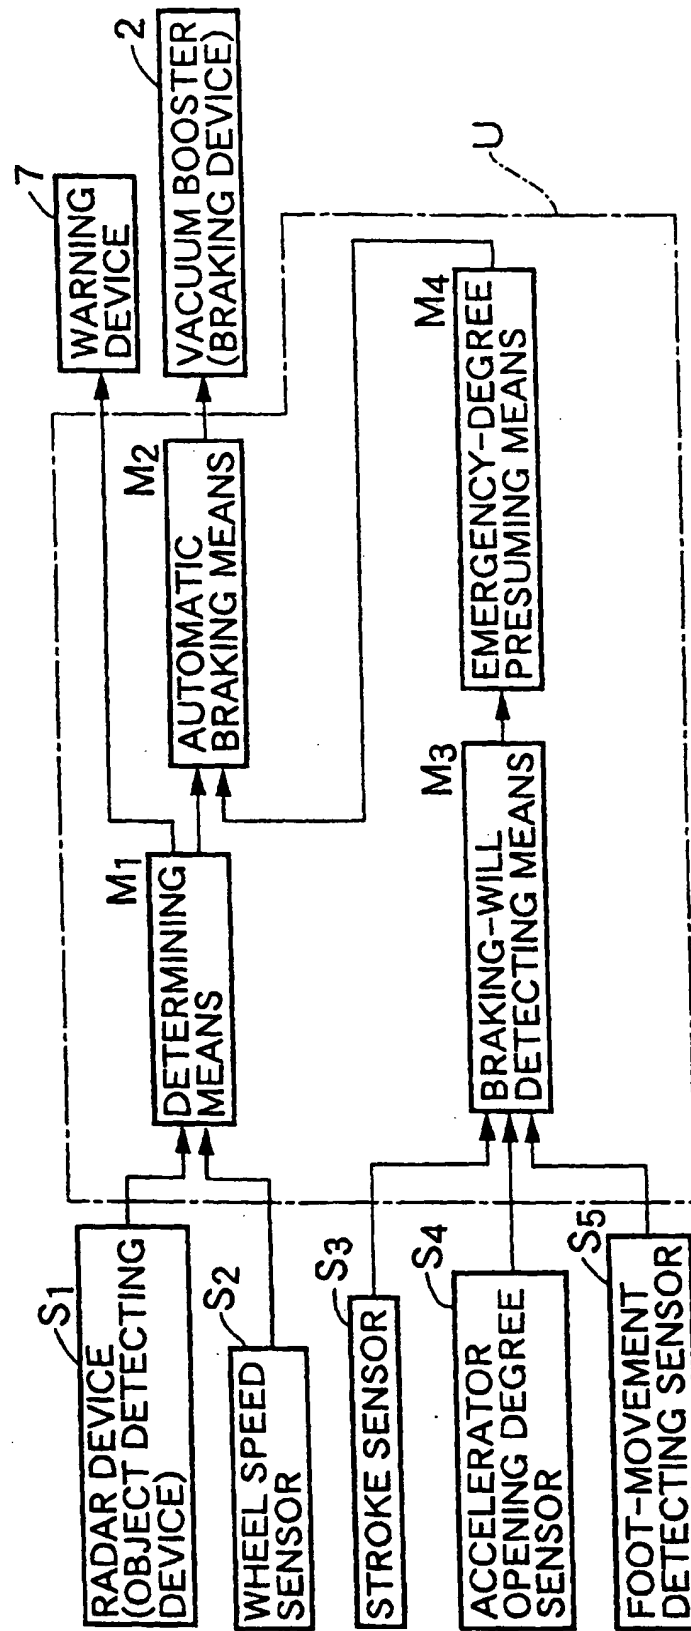 S1
RADAR DEVICE
(OBJECT DETECTING
DEVICE)
S2
WHEEL SPEED
SENSOR
S3
STROKE SENSOR
S4
ACCELERATOR
OPENING DEGREE
SENSOR
S5
FOOT-MOVEMENT
DETECTING SENSOR
M1
DETERMINING
MEANS
M2
AUTOMATIC
BRAKING MEANS
M3
BRAKING-WILL
DETECTING MEANS
M4
EMERGENCY-DEGREE
PRESUMING MEANS
7
WARNING
DEVICE
2
VACUUM BOOSTER
(BRAKING DEVICE)
U